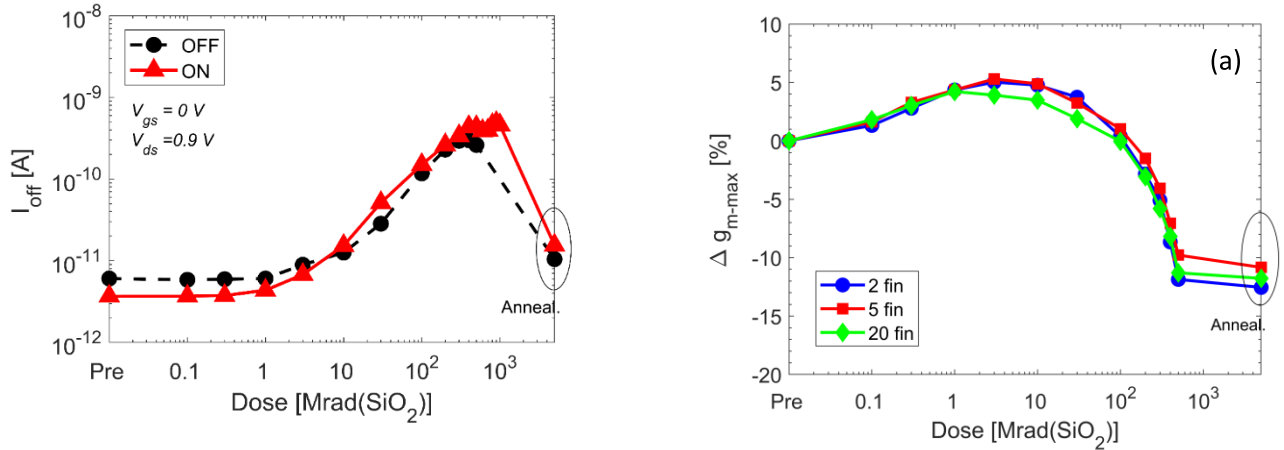 10^-8
10^-9
10^-10
10^-11
10^-12
I_off [A]
OFF
ON
V_gs = 0 V
V_ds =0.9 V
Anneal.
Pre
0.1
1
10
10^2
10^3
Dose [Mrad(SiO_2)]
10
5
0
-5
-10
-15
-20
Δ g_m-max [%]
(a)
2 fin
5 fin
20 fin
Anneal.
Pre
0.1
1
10
10^2
10^3
Dose [Mrad(SiO_2)]